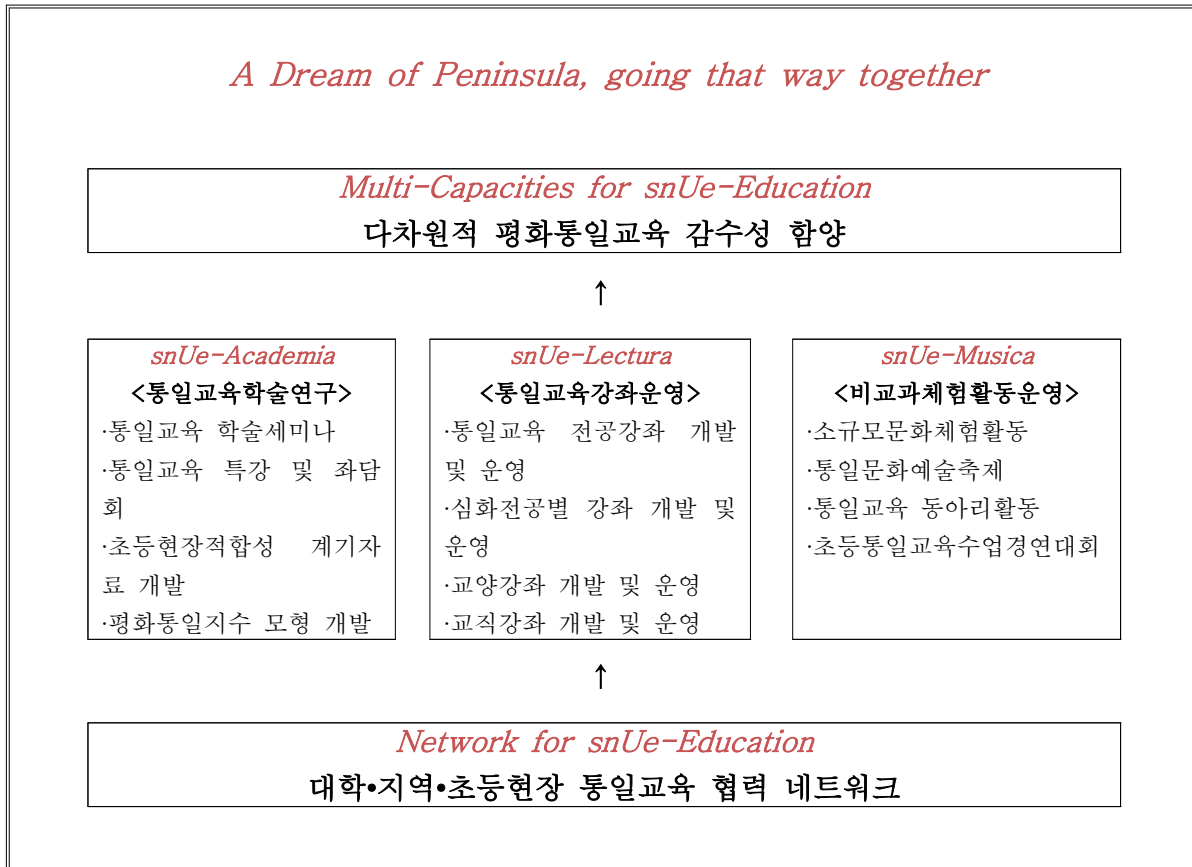 A Dream of Peninsula, going that way together
Multi-Capacities for snUe-Education
다차원적 평화통일교육 감수성 함양
↑
snUe-Academia
<통일교육학술연구>
·통일교육 학술세미나
·통일교육 특강 및 좌담
회
·초등현장적합성 계기자
료 개발
·평화통일지수 모형 개발
snUe-Lectura
<통일교육강좌운영>
·통일교육 전공강좌 개발
및 운영
·심화전공별 강좌 개발 및
운영
·교양강좌 개발 및 운영
·교직강좌 개발 및 운영
snUe-Musica
<비교과체험활동운영>
·소규모문화체험활동
·통일문화예술축제
·통일교육 동아리활동
·초등통일교육수업경연대회
↑
Network for snUe-Education
대학•지역•초등현장 통일교육 협력 네트워크